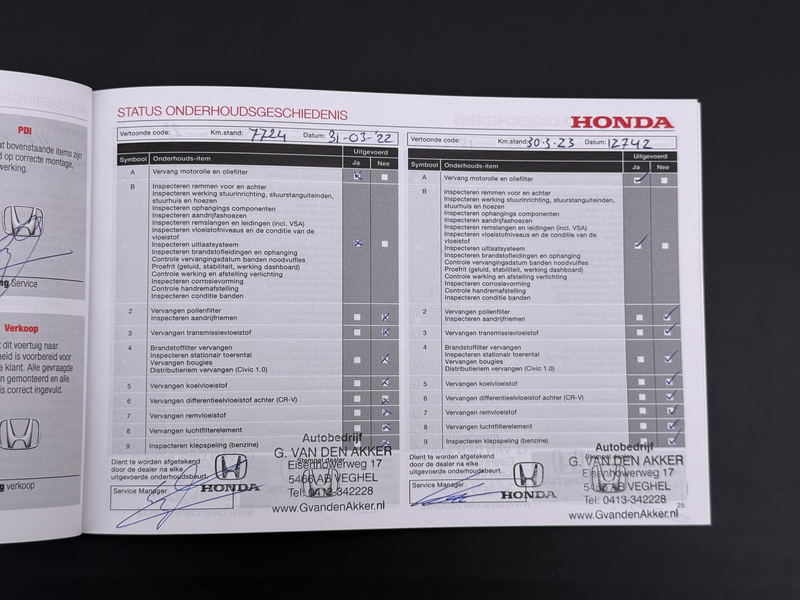 PDI
at bovenstaande items zijn
d op correcte montage,
werking.
ng Service
Verkoop
dit voertuig naar
heid is voorbereid voor
e klant. Alle gevraagde
n gemonteerd en alle
is correct ingevuld.
ng verkoop
STATUS ONDERHOUDSGESCHIEDENIS
Vertoonde code: Km.stand: 7724 Datum: 31-03-'22
Uitgevoerd
Symbool Onderhouds-item Ja Nee
A Vervang motorolie en oliefilter
B Inspecteren remmen voor en achter
Inspecteren werking stuurinrichting, stuurstanguiteinden,
stuurhuis en hoezen
Inspecteren ophangings componenten
Inspecteren aandrijfashoezen
Inspecteren remslangen en leidingen (incl. VSA)
Inspecteren vloeistofniveaus en de conditie van de
vloeistof
Inspecteren uitlaatsysteem
Inspecteren brandstofleidingen en ophanging
Controle vervangingsdatum banden noodvulfles
Proefrit (geluid, stabiliteit, werking dashboard)
Controle werking en afstelling verlichting
Inspecteren corrosievorming
Controle handremafstelling
Inspecteren conditie banden
2 Vervangen pollenfilter
Inspecteren aandrijfriemen
3 Vervangen transmissievloeistof
4 Brandstoffilter vervangen
Inspecteren stationair toerental
Vervangen bougies
Distributieriem vervangen (Civic 1.0)
5 Vervangen koelvloeistof
6 Vervangen differentieelvloeistof achter (CR-V)
7 Vervangen remvloeistof
8 Vervangen luchtfilterelement
9 Inspecteren klepspeling (benzine)
Dient te worden afgetekend
door de dealer na elke
uitgevoerde onderhoudsbeurt.
Service Manager
HONDA
Stempel dealer
Autobedrijf
G. VAN DEN AKKER
Eisenhowerweg 17
5466 AB VEGHEL
Tel: 0413-342228
www.GvandenAkker.nl
HONDA
Vertoonde code: Km.stand: 30.3.23 Datum: 12742
Uitgevoerd
Symbool Onderhouds-item Ja Nee
A Vervang motorolie en oliefilter
B Inspecteren remmen voor en achter
Inspecteren werking stuurinrichting, stuurstanguiteinden,
stuurhuis en hoezen
Inspecteren ophangings componenten
Inspecteren aandrijfashoezen
Inspecteren remslangen en leidingen (incl. VSA)
Inspecteren vloeistofniveaus en de conditie van de
vloeistof
Inspecteren uitlaatsysteem
Inspecteren brandstofleidingen en ophanging
Controle vervangingsdatum banden noodvulfles
Proefrit (geluid, stabiliteit, werking dashboard)
Controle werking en afstelling verlichting
Inspecteren corrosievorming
Controle handremafstelling
Inspecteren conditie banden
2 Vervangen pollenfilter
Inspecteren aandrijfriemen
3 Vervangen transmissievloeistof
4 Brandstoffilter vervangen
Inspecteren stationair toerental
Vervangen bougies
Distributieriem vervangen (Civic 1.0)
5 Vervangen koelvloeistof
6 Vervangen differentieelvloeistof achter (CR-V)
7 Vervangen remvloeistof
8 Vervangen luchtfilterelement
9 Inspecteren klepspeling (benzine)
Dient te worden afgetekend
door de dealer na elke
uitgevoerde onderhoudsbeurt.
Service Manager
HONDA
Autobedrijf
G. VAN DEN AKKER
Eisenhowerweg 17
5466 AB VEGHEL
Tel: 0413-342228
www.GvandenAkker.nl
25